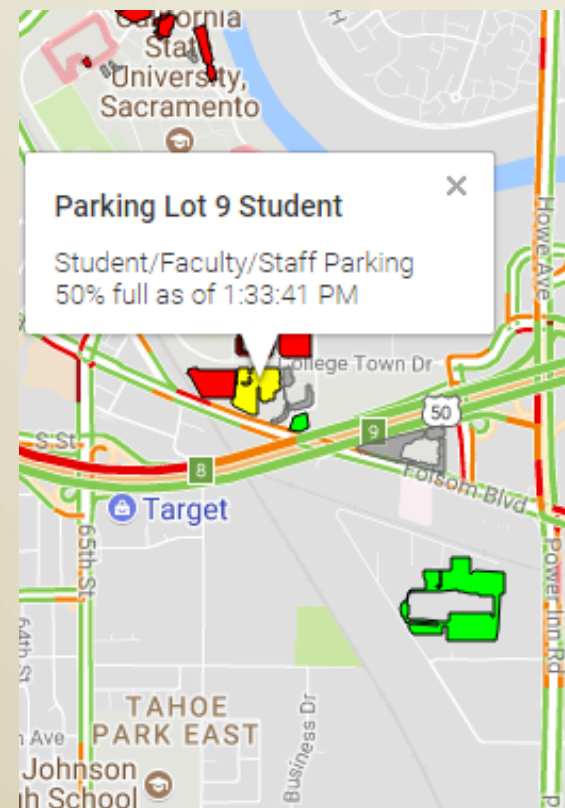 California
State
University,
Sacramento
Parking Lot 9 Student
Student/Faculty/Staff Parking
50% full as of 1:33:41 PM
Howe Ave
College Town Dr
50
9
S St
8
Folsom Blvd
Target
65th St
Power Inn Rd
64th St
TAHOE
PARK EAST
Business Dr
Ave
Johnson
h School